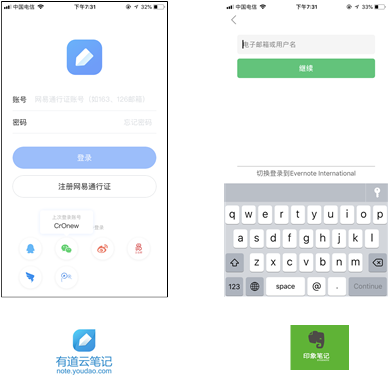 中国电信 下午7:31 32%
账号 网易通行证账号（如163、126邮箱）
密码 忘记密码
登录
注册网易通行证
上次登录账号
CrOnew
登录
有道云笔记
note.youdao.com
中国电信 下午7:31 33%
电子邮箱或用户名
继续
切换登录到Evernote International
q w e r t y u i o p
a s d f g h j k l
z x c v b n m
123 space @ . Continue
印象笔记